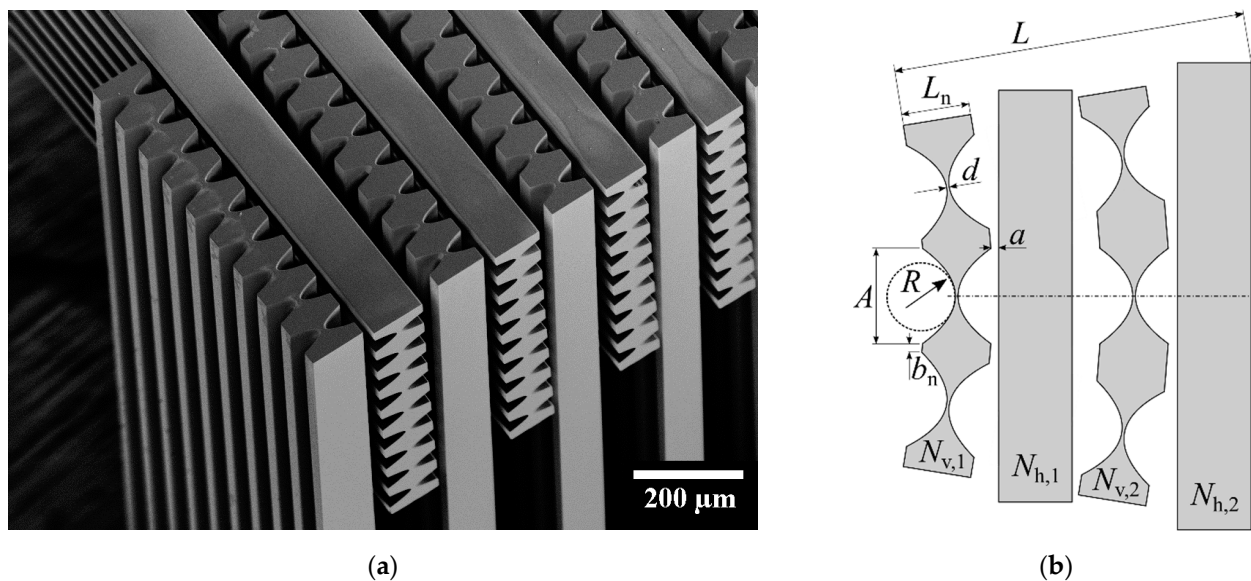 200 µm
(a)
L
Lₙ
d
a
R
A
bₙ
Nᵥ,₁
Nₕ,₁
Nᵥ,₂
Nₕ,₂
(b)